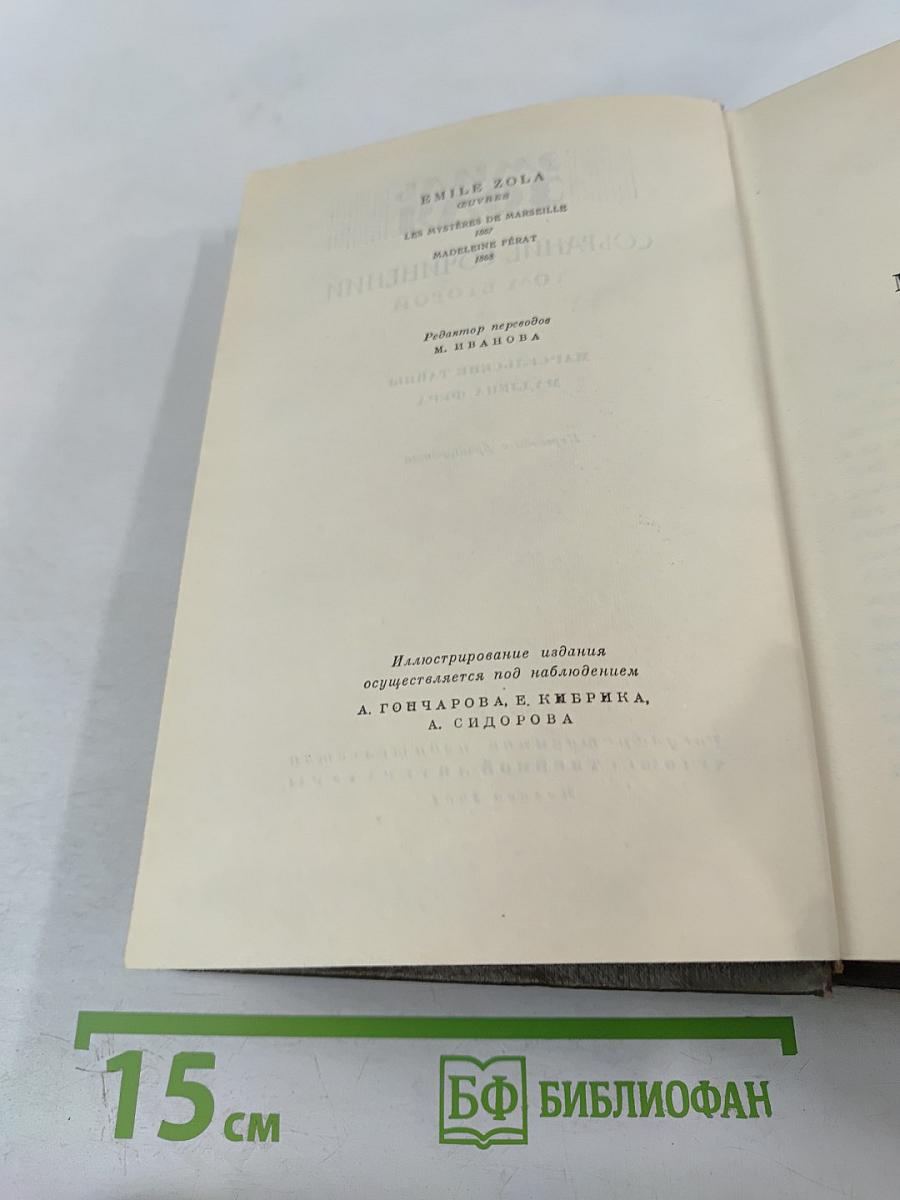 EMILE ZOLA
ŒUVRES
LES MYSTÈRES DE MARSEILLE
1867
MADELEINE FÉRAT
1868
Редактор переводов
М. ИВАНОВА
Иллюстрирование издания
осуществляется под наблюдением
А. ГОНЧАРОВА, Е. КИБРИКА,
А. СИДОРОВА
М
15 см
БФ БИБЛИОФАН